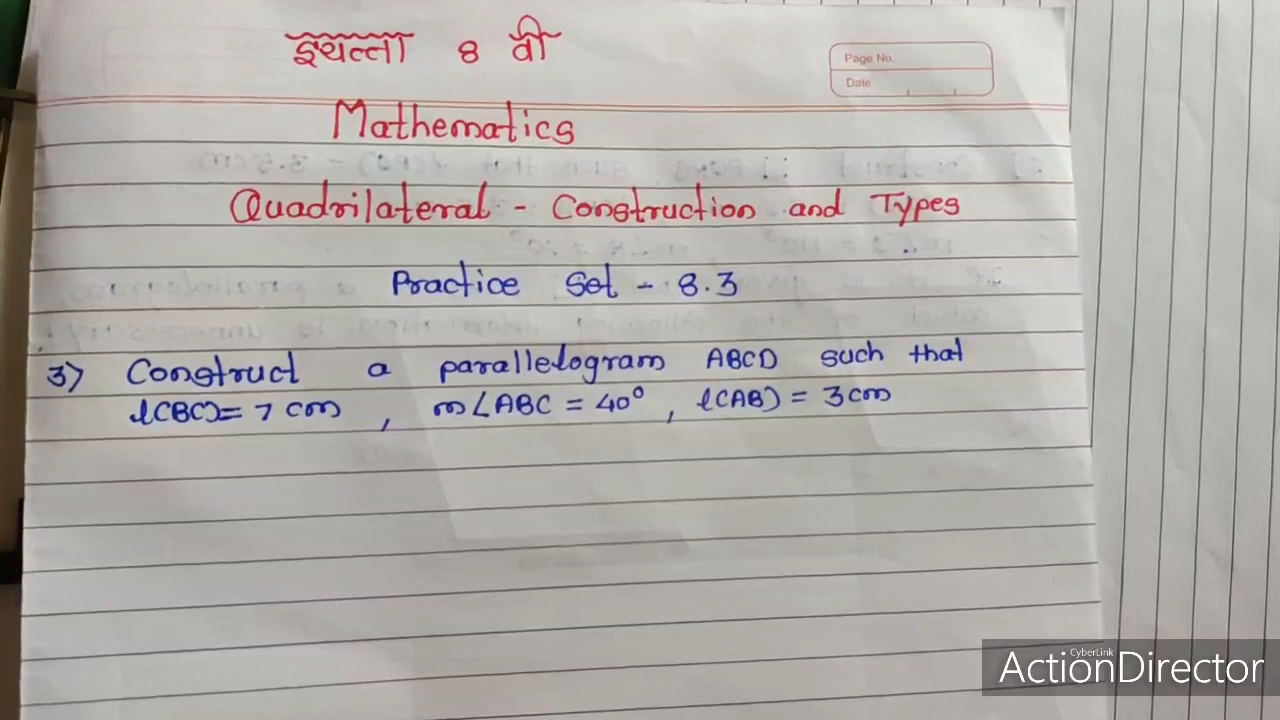 इयत्ता 8 वी
Page No.
Date
Mathematics
Quadrilateral - Construction and Types
Practice Set - 8.3
3) Construct a parallelogram ABCD such that
l(BC)= 7 cm , m∠ABC = 40° , l(AB) = 3 cm
CyberLink
ActionDirector